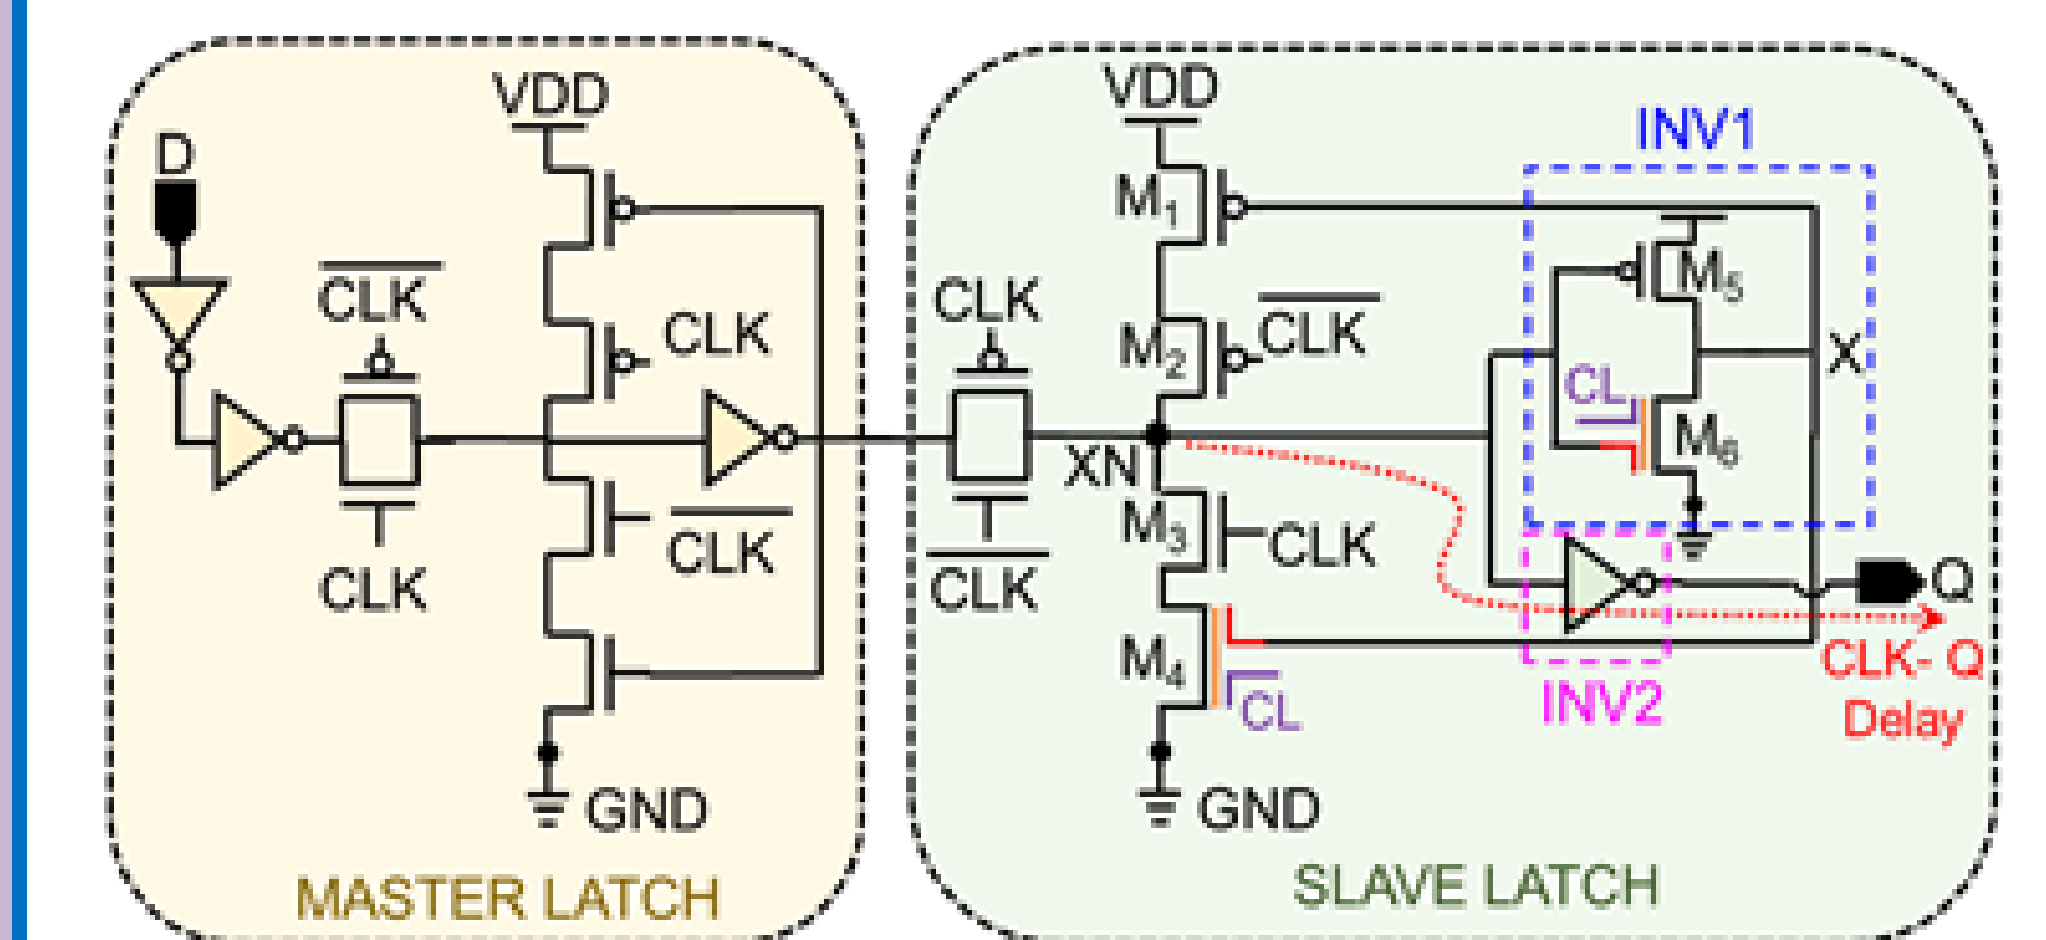 VDD
D
CLK
CLK
CLK
CLK
GND
MASTER LATCH
VDD
INV1
M1
M5
CLK
CLK
M2
X
CL
M6
XN
M3
CLK
CLK
Q
M4
CL
INV2
CLK- Q
Delay
GND
SLAVE LATCH